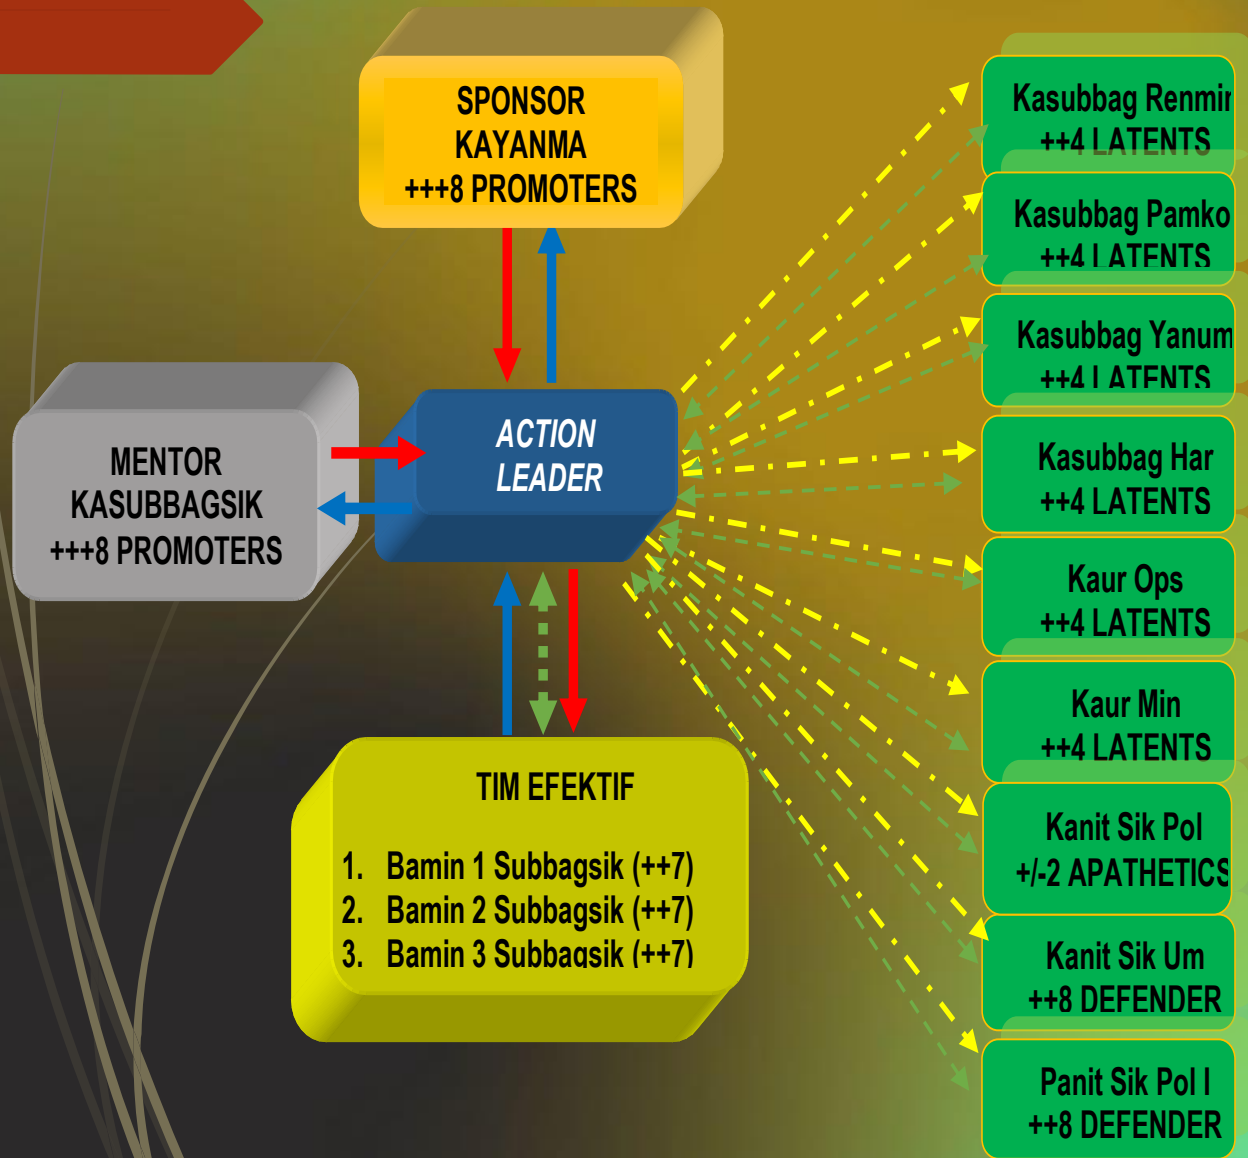 SPONSOR
KAYANMA
+++8 PROMOTERS
MENTOR
KASUBBAGSIK
+++8 PROMOTERS
ACTION
LEADER
TIM EFEKTIF
1. Bamin 1 Subbagsik (++7)
2. Bamin 2 Subbagsik (++7)
3. Bamin 3 Subbagsik (++7)
Kasubbag Renmin
++4 LATENTS
Kasubbag Pamko
++4 LATENTS
Kasubbag Yanum
++4 LATENTS
Kasubbag Har
++4 LATENTS
Kaur Ops
++4 LATENTS
Kaur Min
++4 LATENTS
Kanit Sik Pol
+/-2 APATHETICS
Kanit Sik Um
++8 DEFENDER
Panit Sik Pol I
++8 DEFENDER